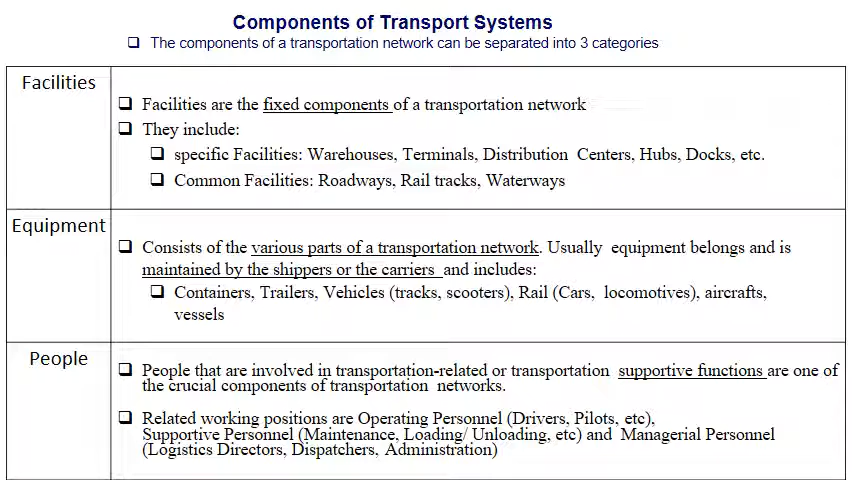 Components of Transport Systems
❑ The components of a transportation network can be separated into 3 categories
Facilities
❑ Facilities are the fixed components of a transportation network
❑ They include:
❑ specific Facilities: Warehouses, Terminals, Distribution Centers, Hubs, Docks, etc.
❑ Common Facilities: Roadways, Rail tracks, Waterways
Equipment
❑ Consists of the various parts of a transportation network. Usually equipment belongs and is
maintained by the shippers or the carriers and includes:
❑ Containers, Trailers, Vehicles (tracks, scooters), Rail (Cars, locomotives), aircrafts,
vessels
People
❑ People that are involved in transportation-related or transportation supportive functions are one of
the crucial components of transportation networks.
❑ Related working positions are Operating Personnel (Drivers, Pilots, etc),
Supportive Personnel (Maintenance, Loading/ Unloading, etc) and Managerial Personnel
(Logistics Directors, Dispatchers, Administration)